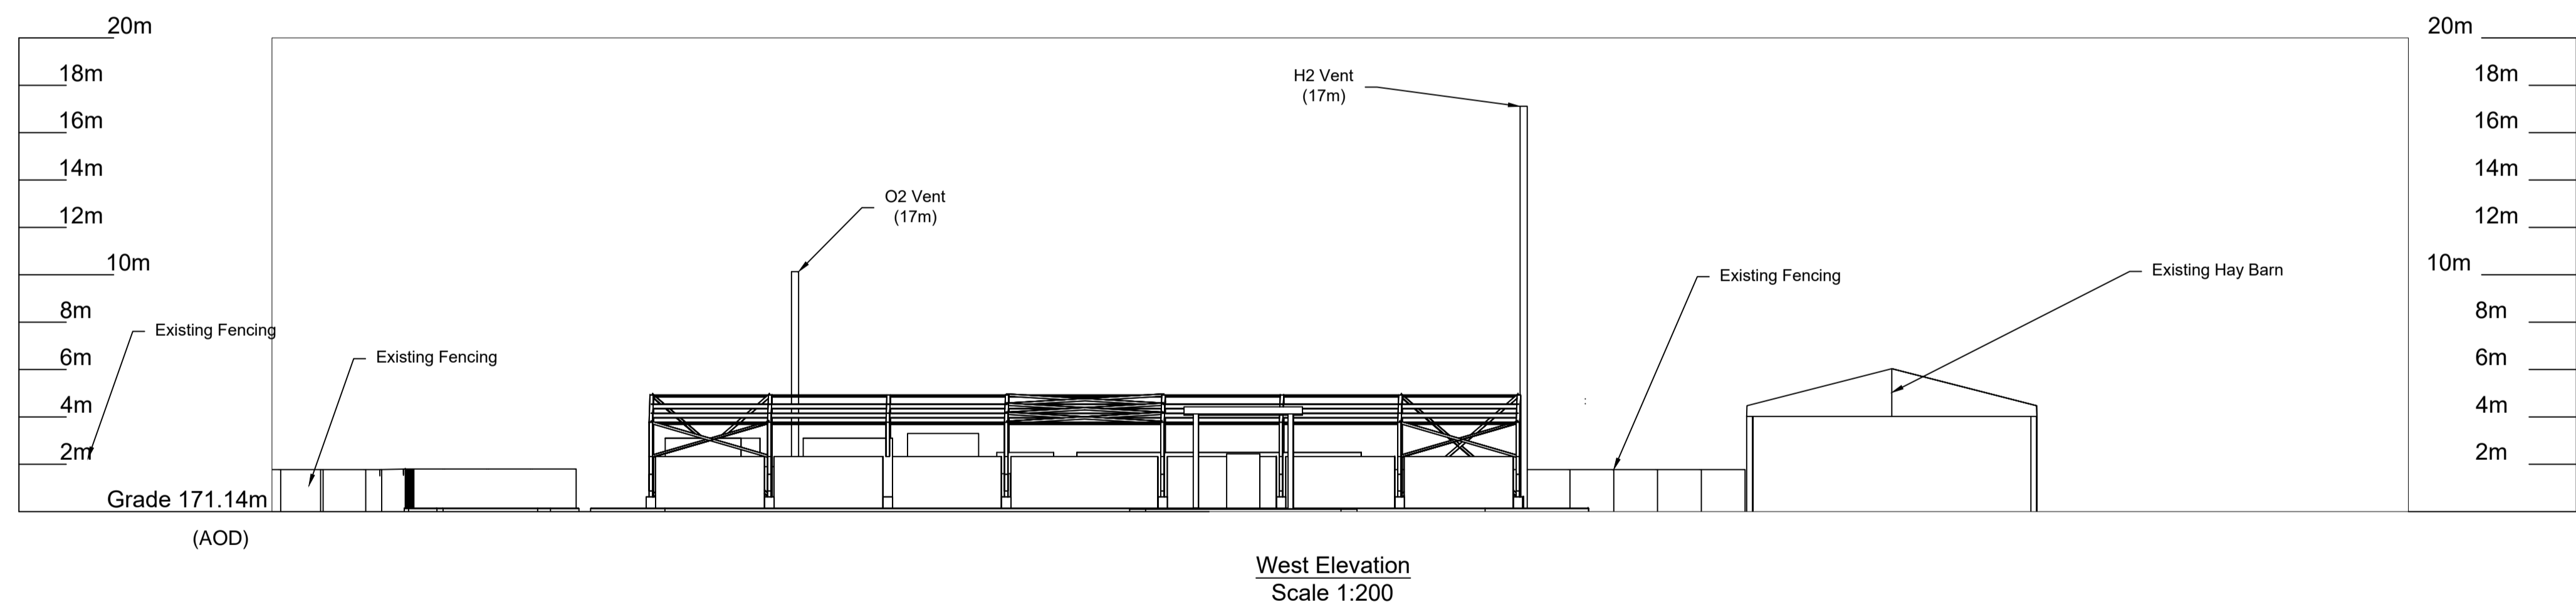 20m
18m
16m
14m
12m
10m
8m
6m
4m
2m
Grade 171.14m
(AOD)
Existing Fencing
Existing Fencing
O2 Vent
(17m)
H2 Vent
(17m)
Existing Fencing
Existing Hay Barn
20m
18m
16m
14m
12m
10m
8m
6m
4m
2m
West Elevation
Scale 1:200